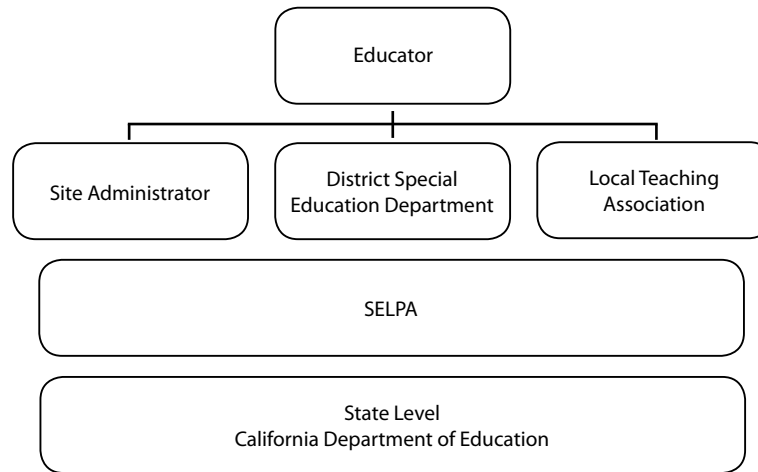 Educator
Site Administrator
District Special
Education Department
Local Teaching
Association
SELPA
State Level
California Department of Education